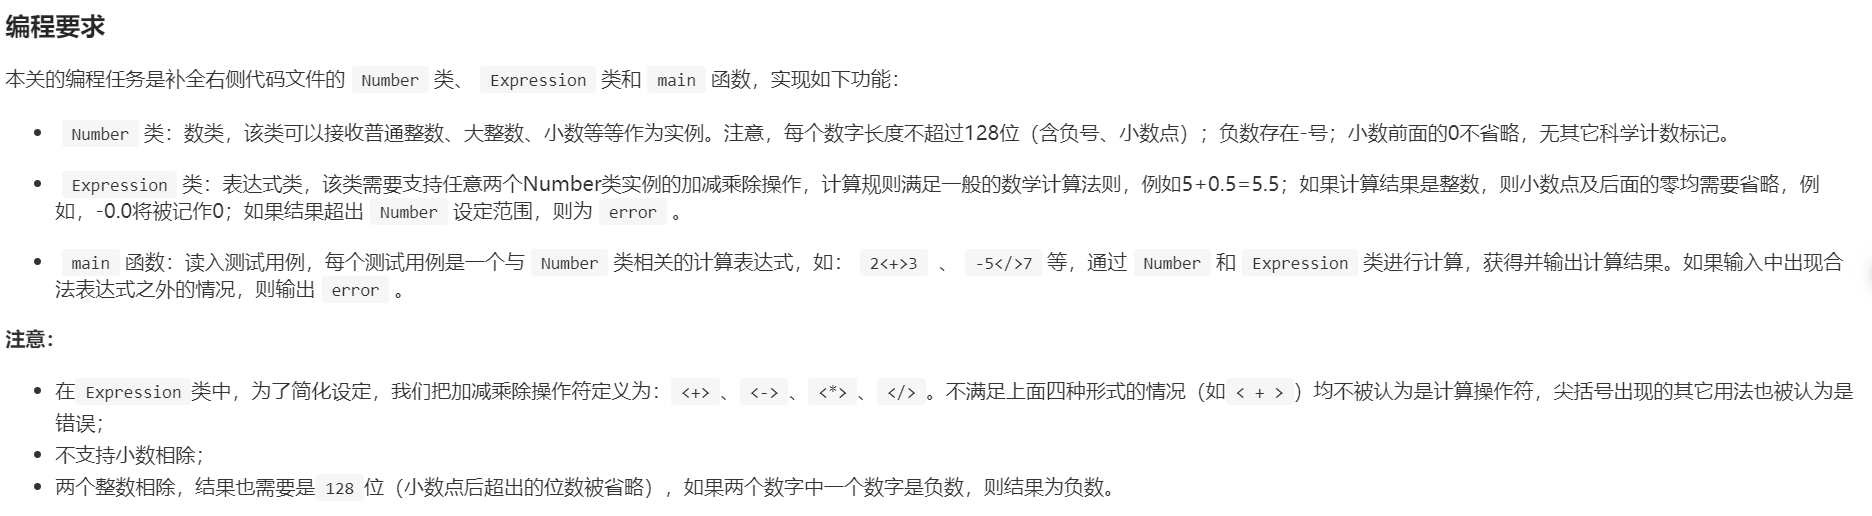 编程要求
本关的编程任务是补全右侧代码文件的 Number 类、 Expression 类和 main 函数，实现如下功能：
• Number 类：数类，该类可以接收普通整数、大整数、小数等等作为实例。注意，每个数字长度不超过128位（含负号、小数点）；负数存在-号；小数前面的0不省略，无其它科学计数标记。
• Expression 类：表达式类，该类需要支持任意两个Number类实例的加减乘除操作，计算规则满足一般的数学计算法则，例如5+0.5=5.5；如果计算结果是整数，则小数点及后面的零均需要省略，例
如，-0.0将被记作0；如果结果超出 Number 设定范围，则为 error 。
• main 函数：读入测试用例，每个测试用例是一个与 Number 类相关的计算表达式，如： 2<+>3 、 -5</>7 等，通过 Number 和 Expression 类进行计算，获得并输出计算结果。如果输入中出现合
法表达式之外的情况，则输出 error 。
注意：
• 在 Expression 类中，为了简化设定，我们把加减乘除操作符定义为： <+> 、 <-> 、 <*> 、 </> 。不满足上面四种形式的情况（如 < + > ）均不被认为是计算操作符，尖括号出现的其它用法也被认为是
错误；
• 不支持小数相除；
• 两个整数相除，结果也需要是 128 位（小数点后超出的位数被省略），如果两个数字中一个数字是负数，则结果为负数。